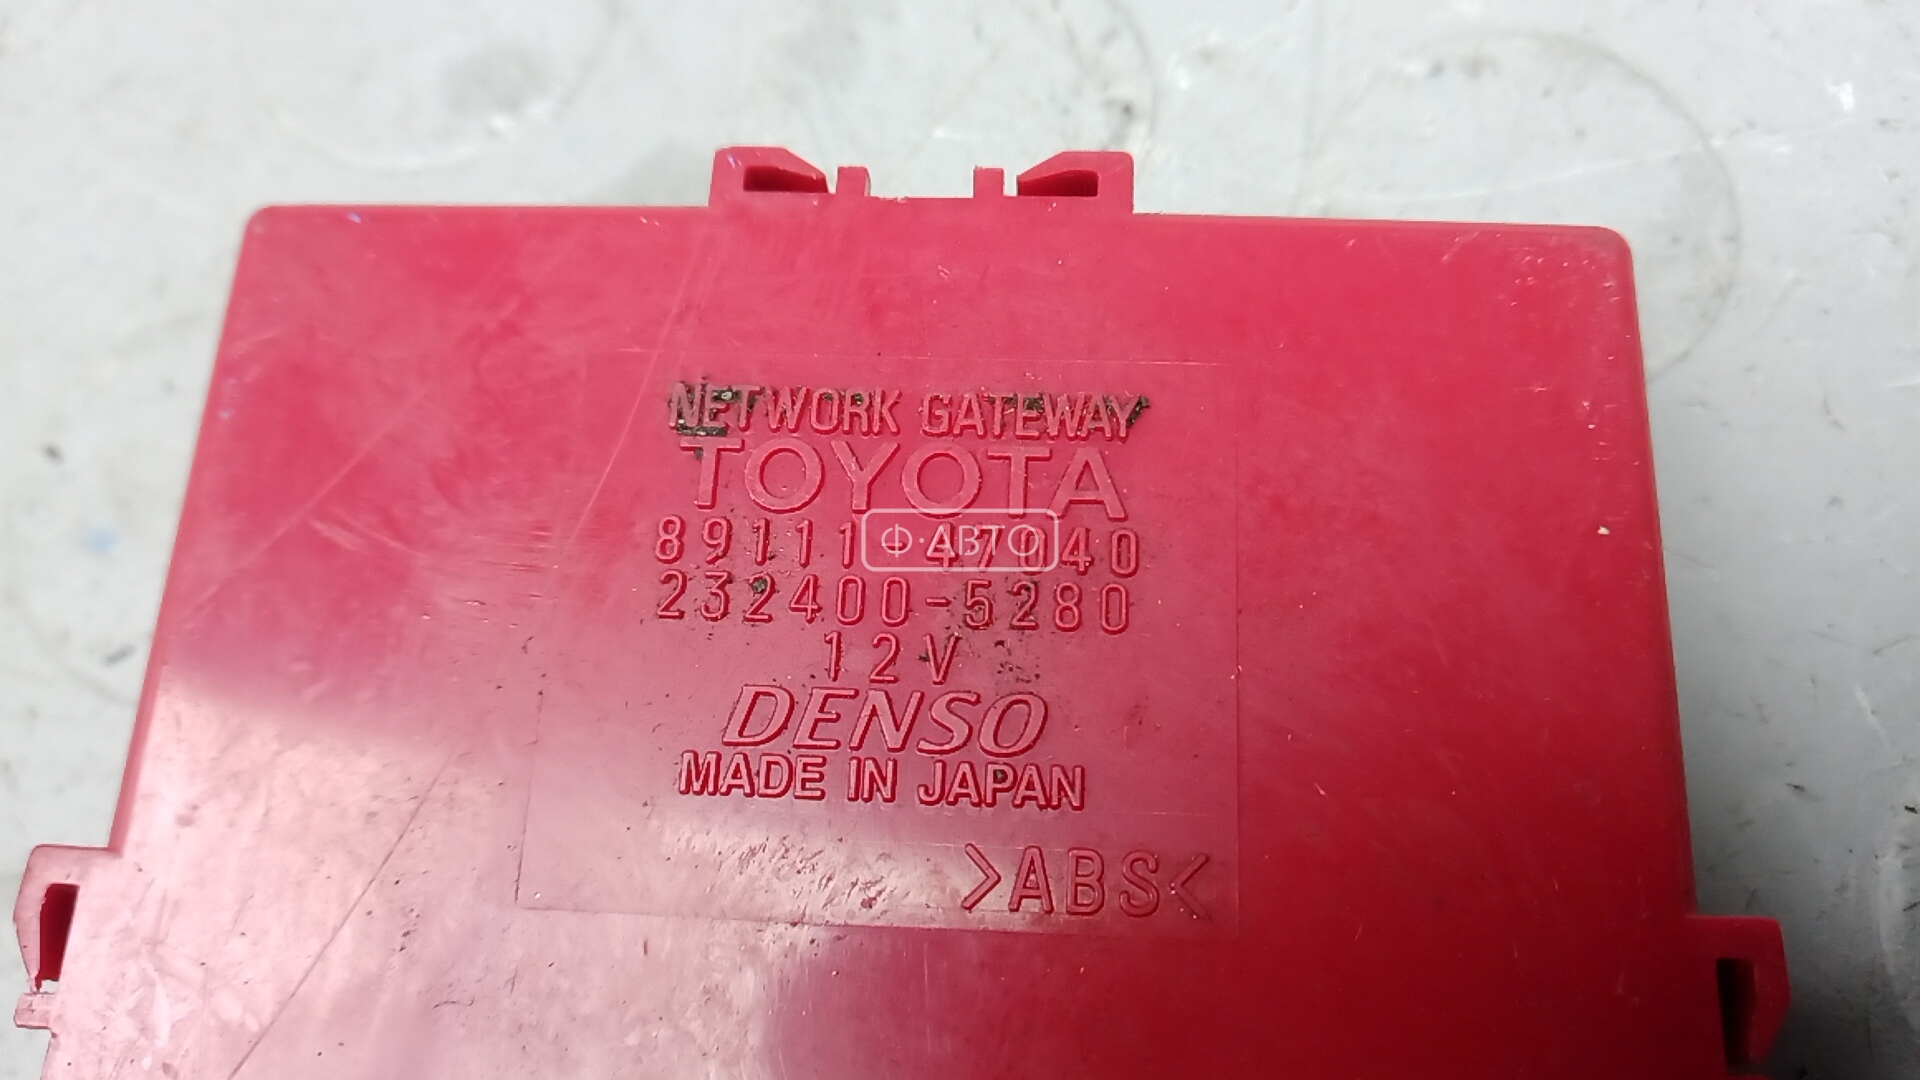 NETWORK GATEWAY
TOYOTA
89111-47040
Ф·АВТО
232400-5280
12V
DENSO
MADE IN JAPAN
>ABS<